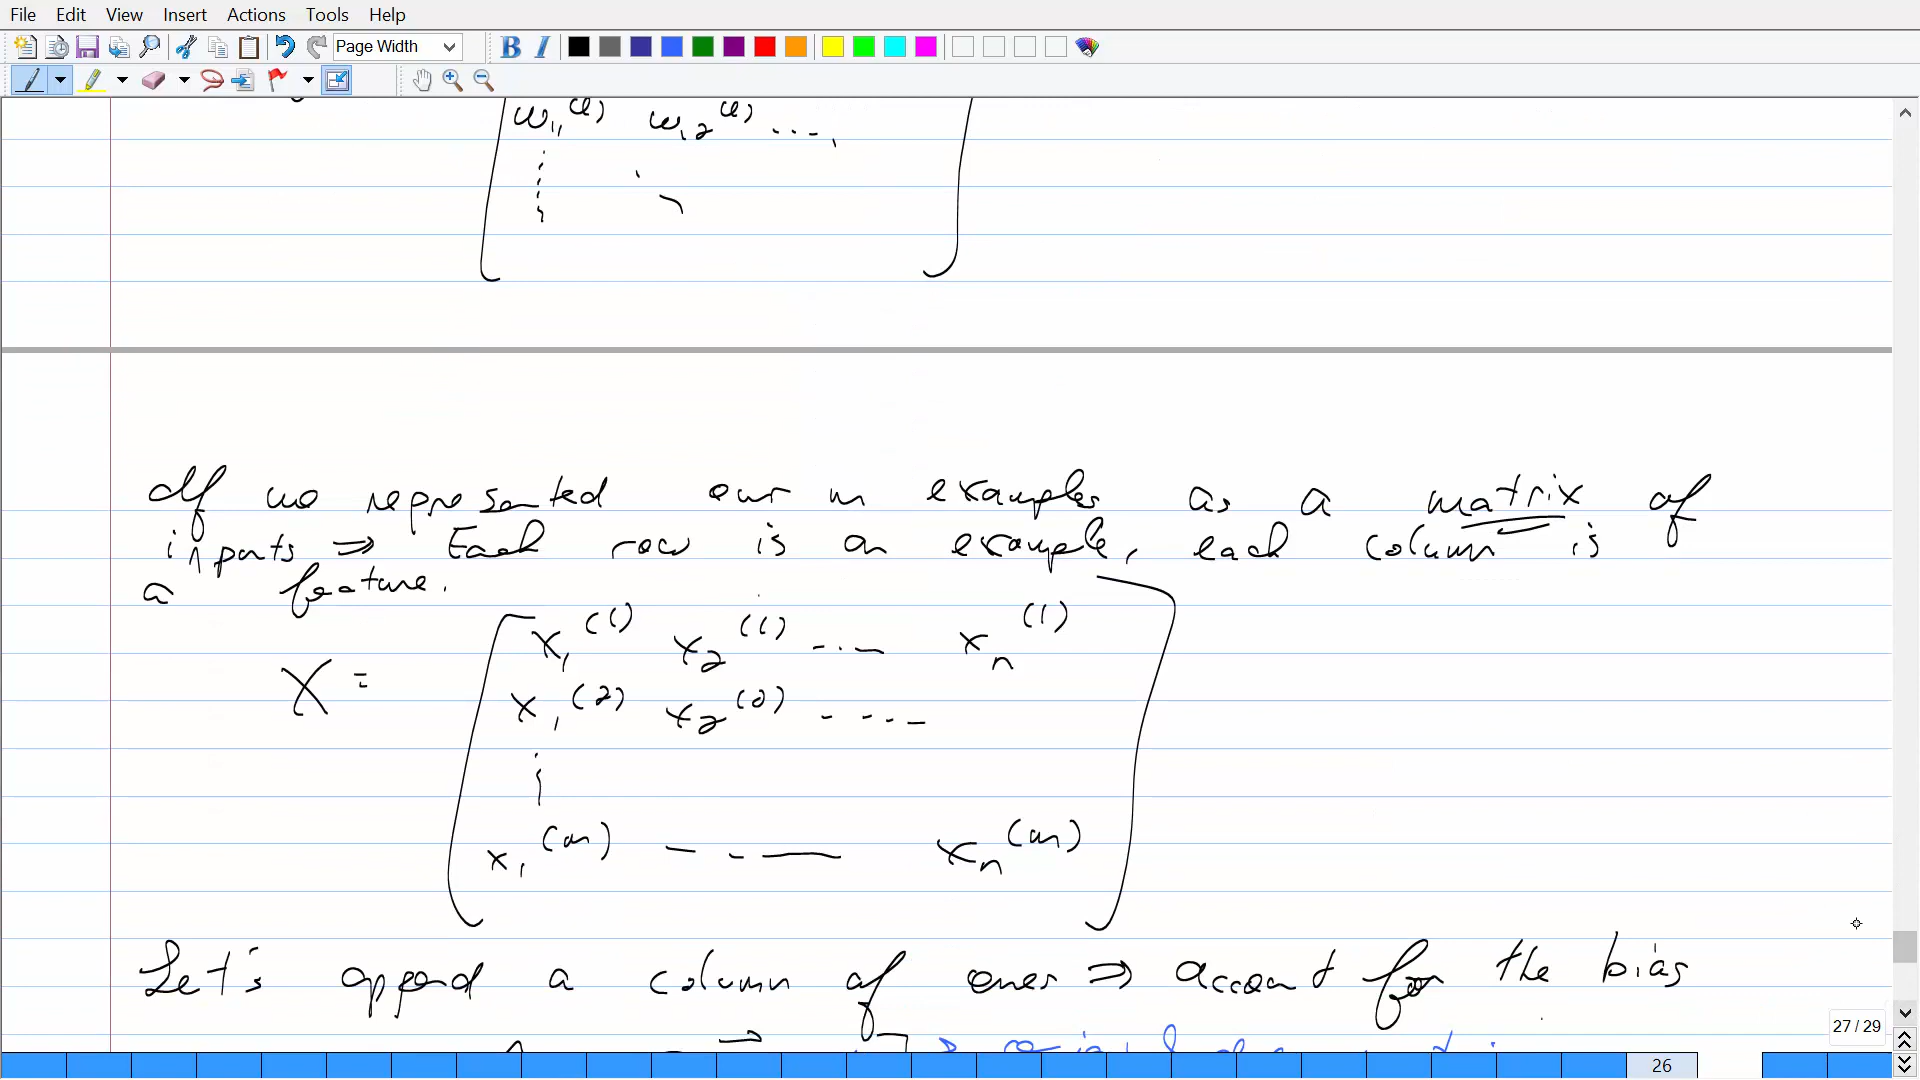 File Edit View Insert Actions Tools Help
Page Width
B I
w₁₁⁽ˡ⁾ w₁₂⁽ˡ⁾ ....
If we represented our m examples as a matrix of
inputs ⇒ Each row is an example, each column is
a feature.
x₁⁽¹⁾ x₂⁽¹⁾ ... xₙ⁽¹⁾
X =
x₁⁽²⁾ x₂⁽²⁾ ....
x₁⁽ᵐ⁾ ... xₙ⁽ᵐ⁾
Let's append a column of ones ⇒ account for the bias
27 / 29
26